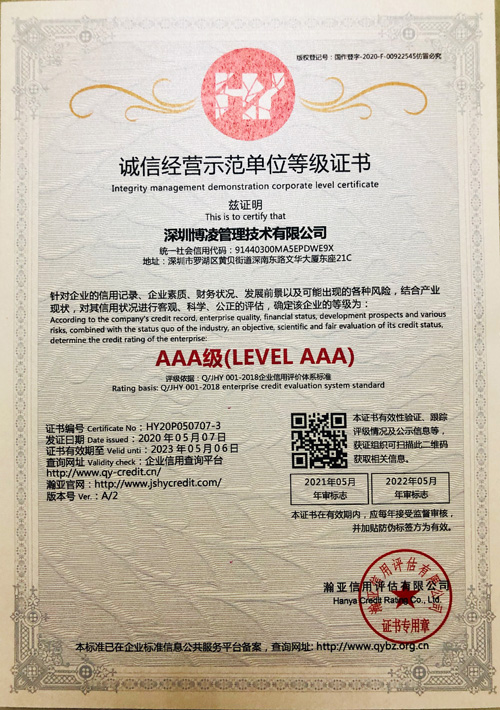 版权登记号：国作登字-2020-F-00922545仿冒必究
HY
诚信经营示范单位等级证书
Integrity management demonstration corporate level certificate
兹证明
This is to certify that
深圳博凌管理技术有限公司
统一社会信用代码：91440300MA5EPDWE9X
地址：深圳市罗湖区黄贝街道深南东路文华大厦东座21C
针对企业的信用记录、企业素质、财务状况、发展前景以及可能出现的各种风险，结合产业
现状，对其信用状况进行客观、科学、公正的评估，确定该企业的等级为：
According to the company's credit record, enterprise quality, financial status, development prospects and various
risks, combined with the status quo of the industry, an objective, scientific and fair evaluation of its credit status,
determine the credit rating of the enterprise:
AAA级(LEVEL AAA)
评级依据：Q/JHY 001-2018企业信用评价体系标准
Rating basis: Q/JHY 001-2018 enterprise credit evaluation system standard
证书编号 Certificate No：HY20P050707-3
发证日期 Date issued：2020年05月07日
证书有效期至 Velid unti：2023年05月06日
查询网址 Validity check：企业信用查询平台
http://www.qy-credit.cn/
瀚亚官网：http://www.jshycredit.com/
版本号 Ver.：A/2
本证书有效性验证、跟踪
评级情况及公示信息等，
获证组织可扫描此二维码
获取相关信息。
2021年05月
年审标志
2022年05月
年审标志
本证书在有效期内，应每年接受监督审核，
并加贴防伪标签方为有效。
瀚亚信用评估有限公司
Hanya Credit Rating Co., Ltd.
瀚亚信用评估有限公司
证书专用章
本标准已在企业标准信息公共服务平台备案，查询网址: http://www.qybz.org.cn